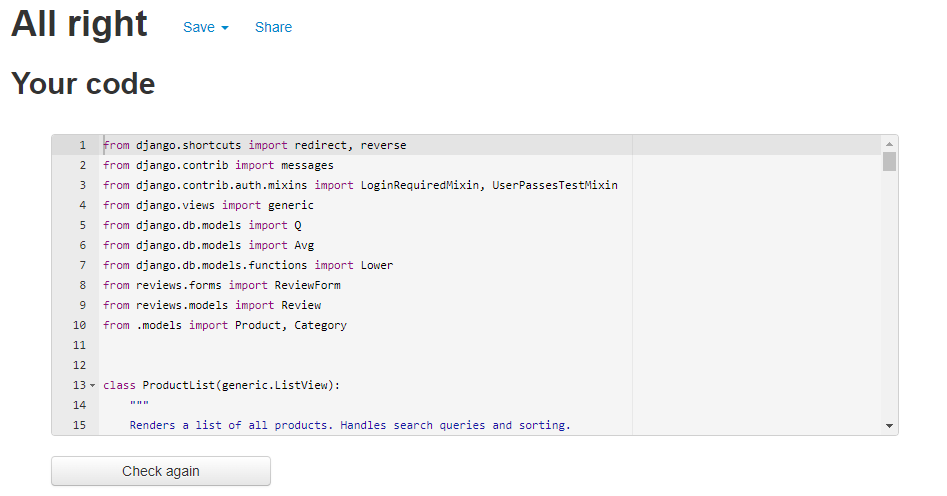 All right Save Share
Your code
1 from django.shortcuts import redirect, reverse
2 from django.contrib import messages
3 from django.contrib.auth.mixins import LoginRequiredMixin, UserPassesTestMixin
4 from django.views import generic
5 from django.db.models import Q
6 from django.db.models import Avg
7 from django.db.models.functions import Lower
8 from reviews.forms import ReviewForm
9 from reviews.models import Review
10 from .models import Product, Category
11
12
13 class ProductList(generic.ListView):
14     """
15     Renders a list of all products. Handles search queries and sorting.
Check again